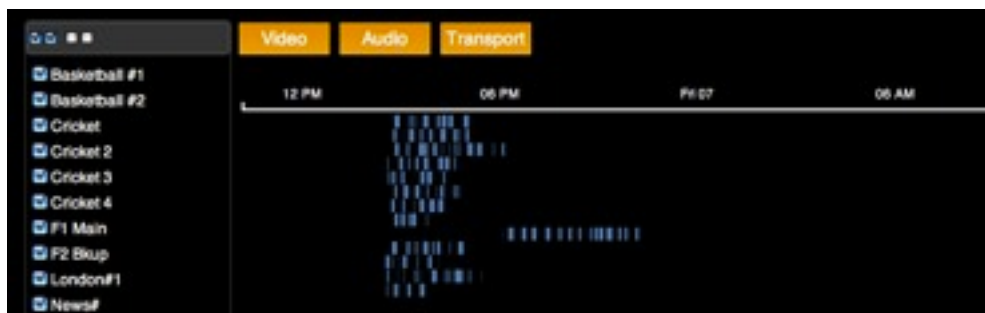 Video Audio Transport
Basketball #1
Basketball #2
Cricket
Cricket 2
Cricket 3
Cricket 4
F1 Main
F2 Bkup
London#1
News#
12 PM 06 PM Fri 07 06 AM